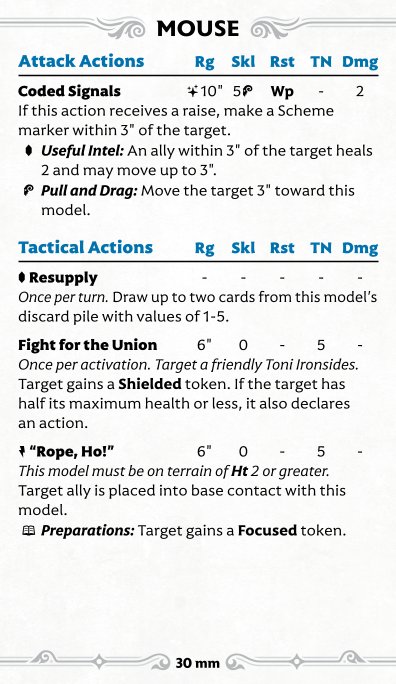 MOUSE
Attack Actions Rg Skl Rst TN Dmg
Coded Signals 10" 5 Wp - 2
If this action receives a raise, make a Scheme
marker within 3" of the target.
Useful Intel: An ally within 3" of the target heals
2 and may move up to 3".
Pull and Drag: Move the target 3" toward this
model.
Tactical Actions Rg Skl Rst TN Dmg
Resupply - - - - -
Once per turn. Draw up to two cards from this model's
discard pile with values of 1-5.
Fight for the Union 6" 0 - 5 -
Once per activation. Target a friendly Toni Ironsides.
Target gains a Shielded token. If the target has
half its maximum health or less, it also declares
an action.
“Rope, Ho!” 6" 0 - 5 -
This model must be on terrain of Ht 2 or greater.
Target ally is placed into base contact with this
model.
Preparations: Target gains a Focused token.
30 mm